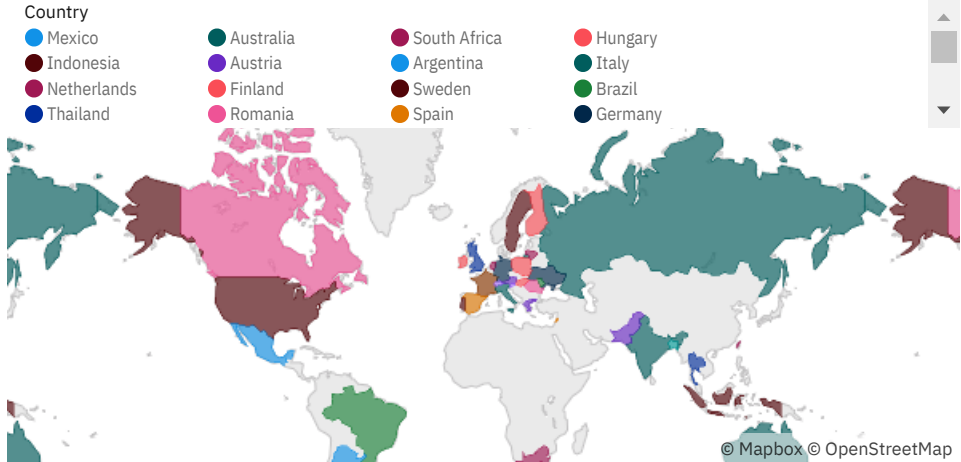 Country
Mexico Australia South Africa Hungary
Indonesia Austria Argentina Italy
Netherlands Finland Sweden Brazil
Thailand Romania Spain Germany
© Mapbox © OpenStreetMap